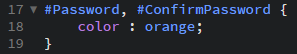 17 ▼ #Password, #ConfirmPassword {
18 color : orange;
19 }